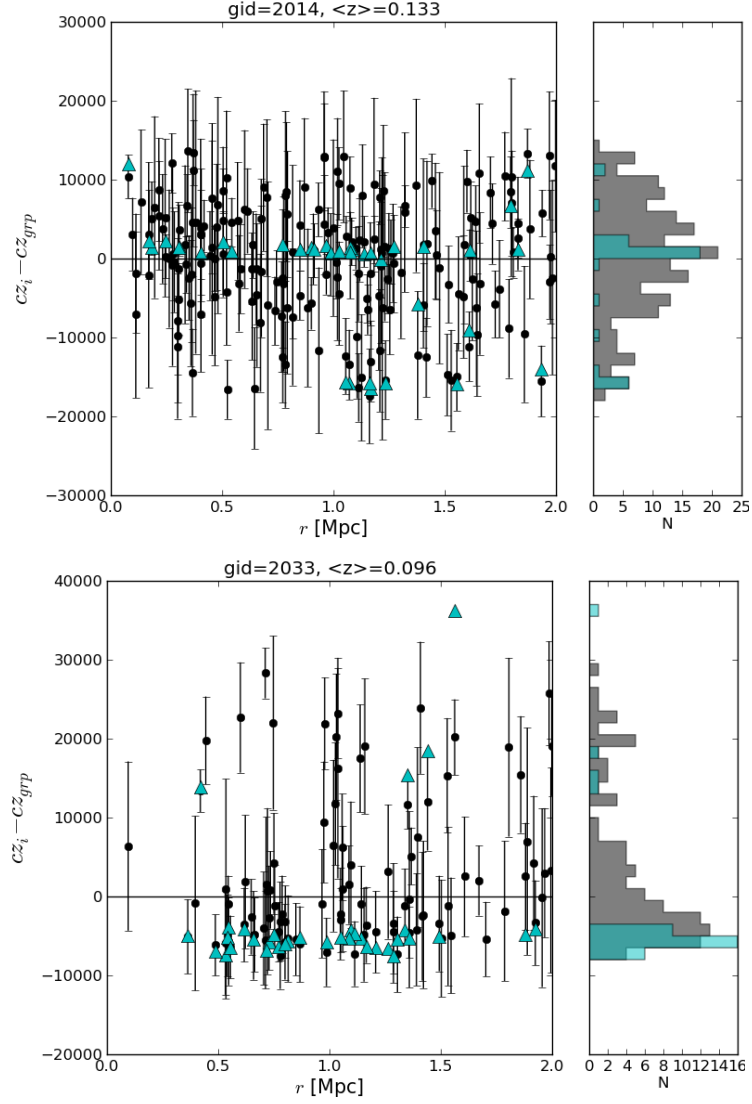 gid=2014, <z>=0.133
30000
20000
10000
0
−10000
−20000
−30000
cz_i − cz_grp
0.0 0.5 1.0 1.5 2.0
r [Mpc]
0 5 10 15 20 25
N
gid=2033, <z>=0.096
40000
30000
20000
10000
0
−10000
−20000
cz_i − cz_grp
0.0 0.5 1.0 1.5 2.0
r [Mpc]
0 2 4 6 8 10 12 14 16
N